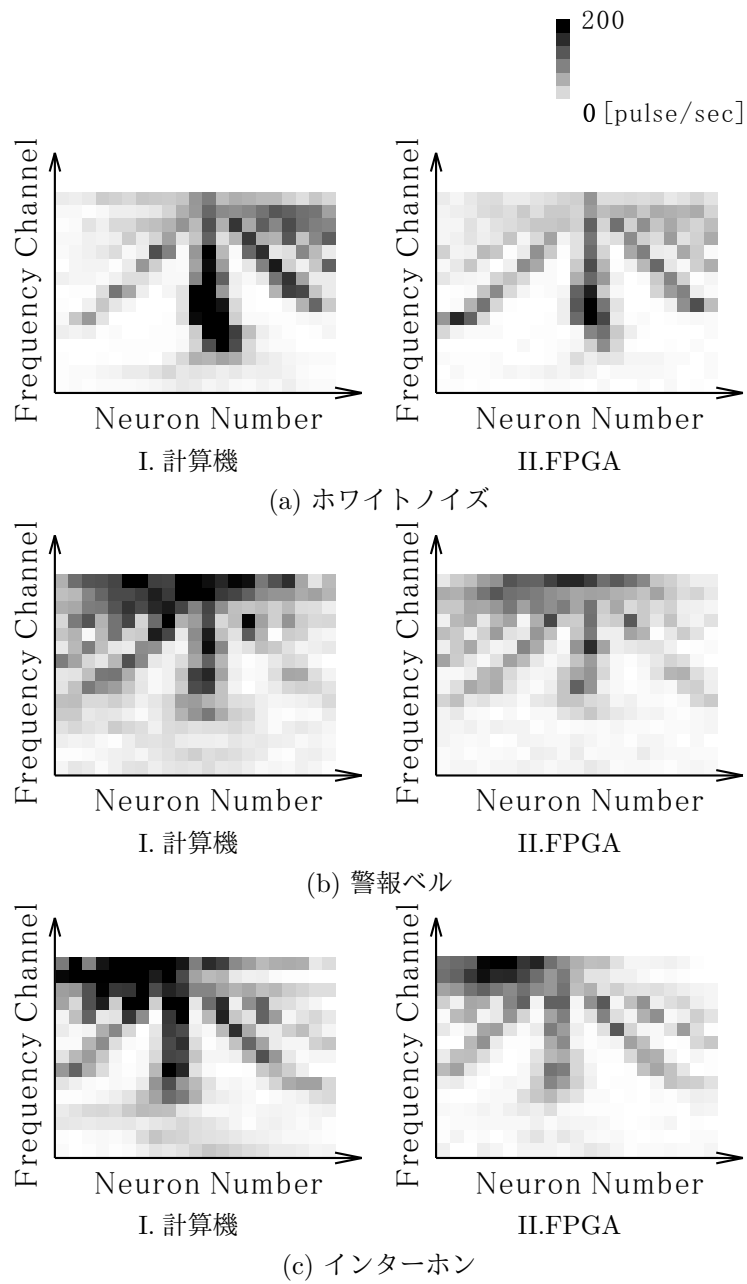 200
0 [pulse/sec]
Frequency Channel
Neuron Number
I. 計算機
Frequency Channel
Neuron Number
II.FPGA
(a) ホワイトノイズ
Frequency Channel
Neuron Number
I. 計算機
Frequency Channel
Neuron Number
II.FPGA
(b) 警報ベル
Frequency Channel
Neuron Number
I. 計算機
Frequency Channel
Neuron Number
II.FPGA
(c) インターホン